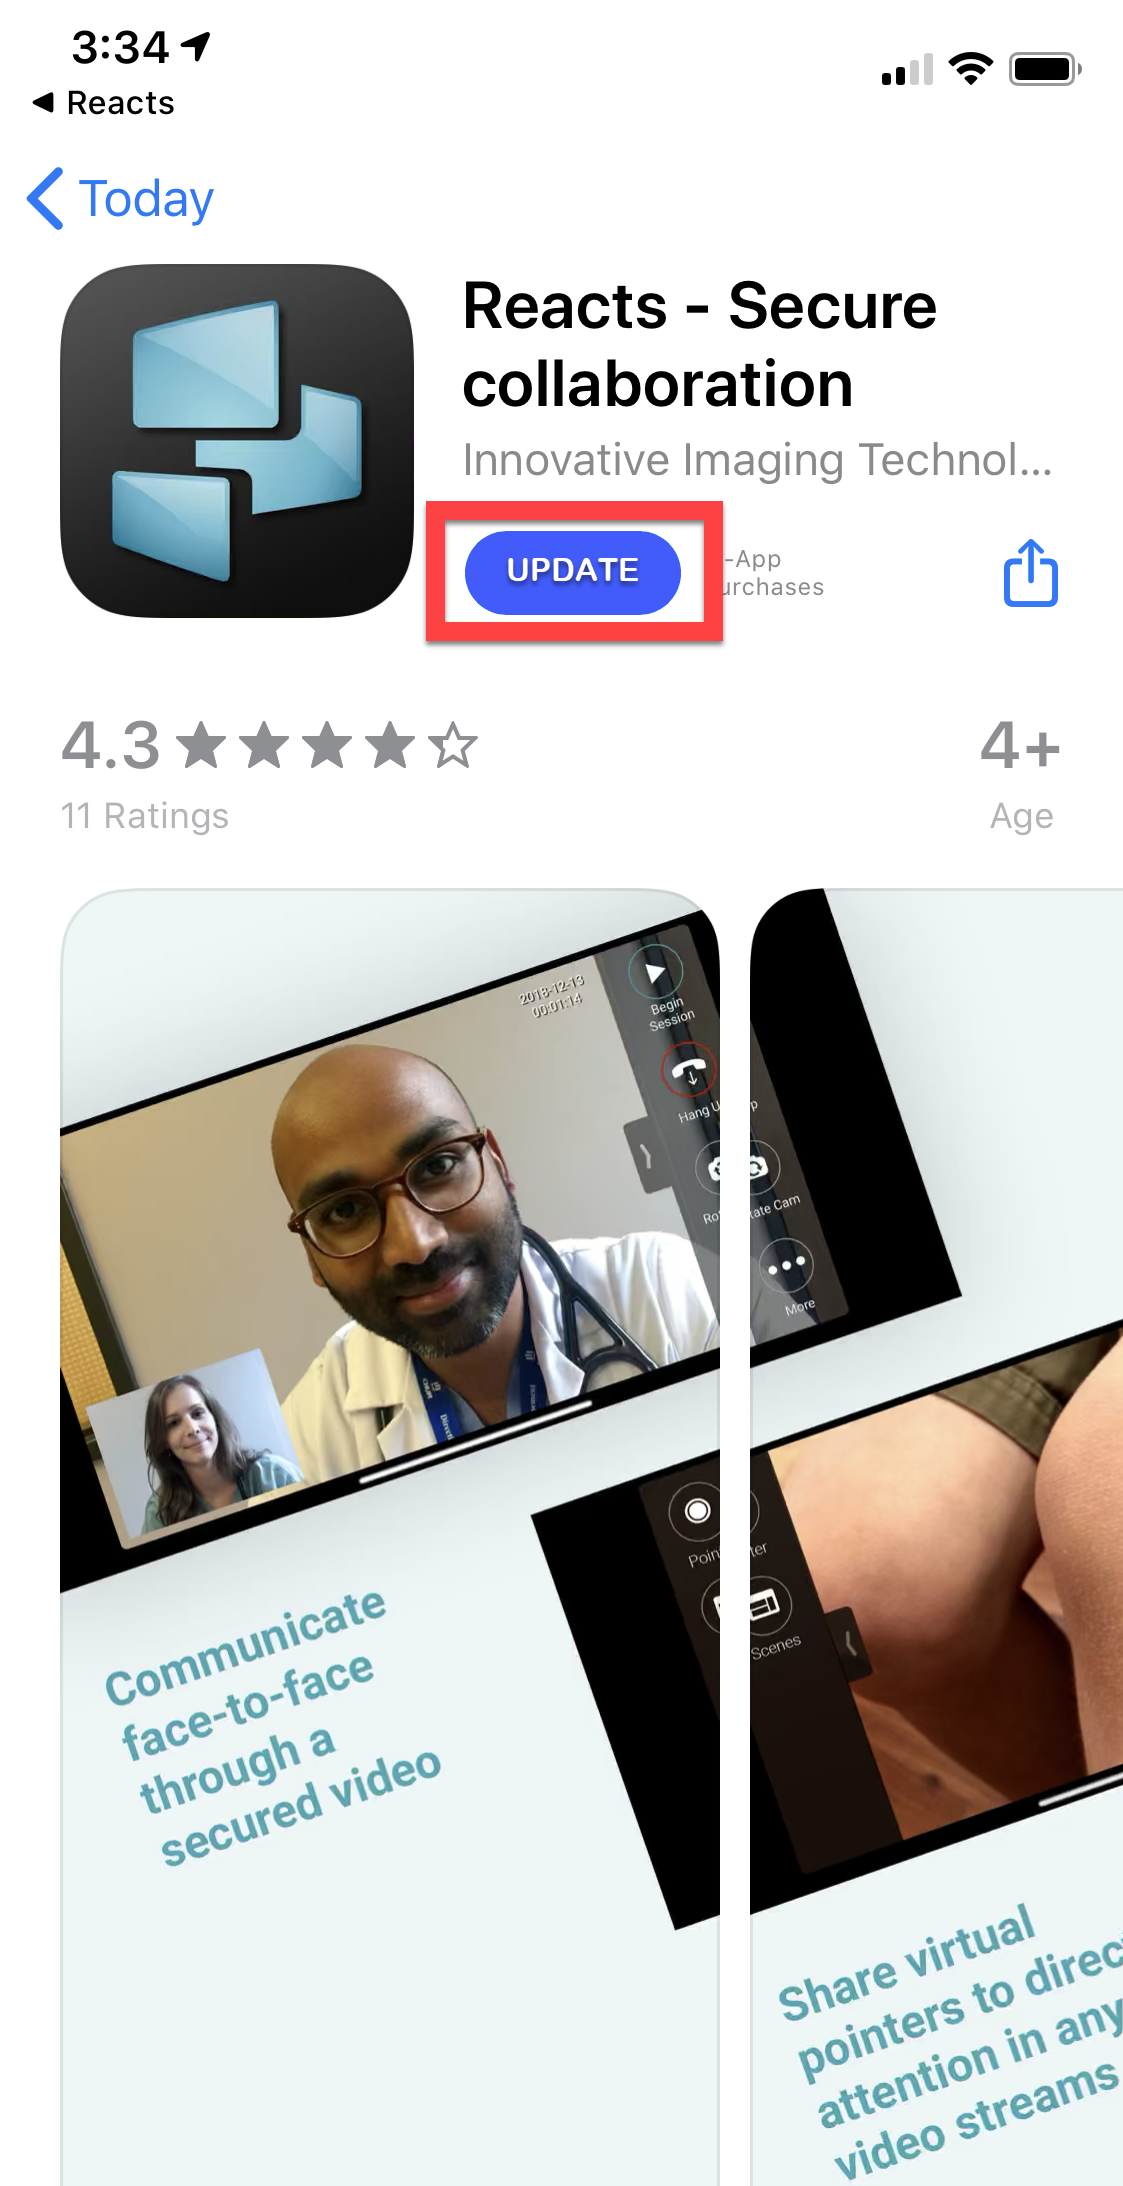 3:34
Reacts
Today
Reacts - Secure
collaboration
Innovative Imaging Technol...
UPDATE
-App
urchases
4.3
11 Ratings
4+
Age
2018-12-13
00:01:14
Begin
Session
Hang U
p
Ro
tate Cam
More
Communicate
face-to-face
through a
secured video
Poin
ter
Scenes
Share virtual
pointers to direc
attention in any
video streams